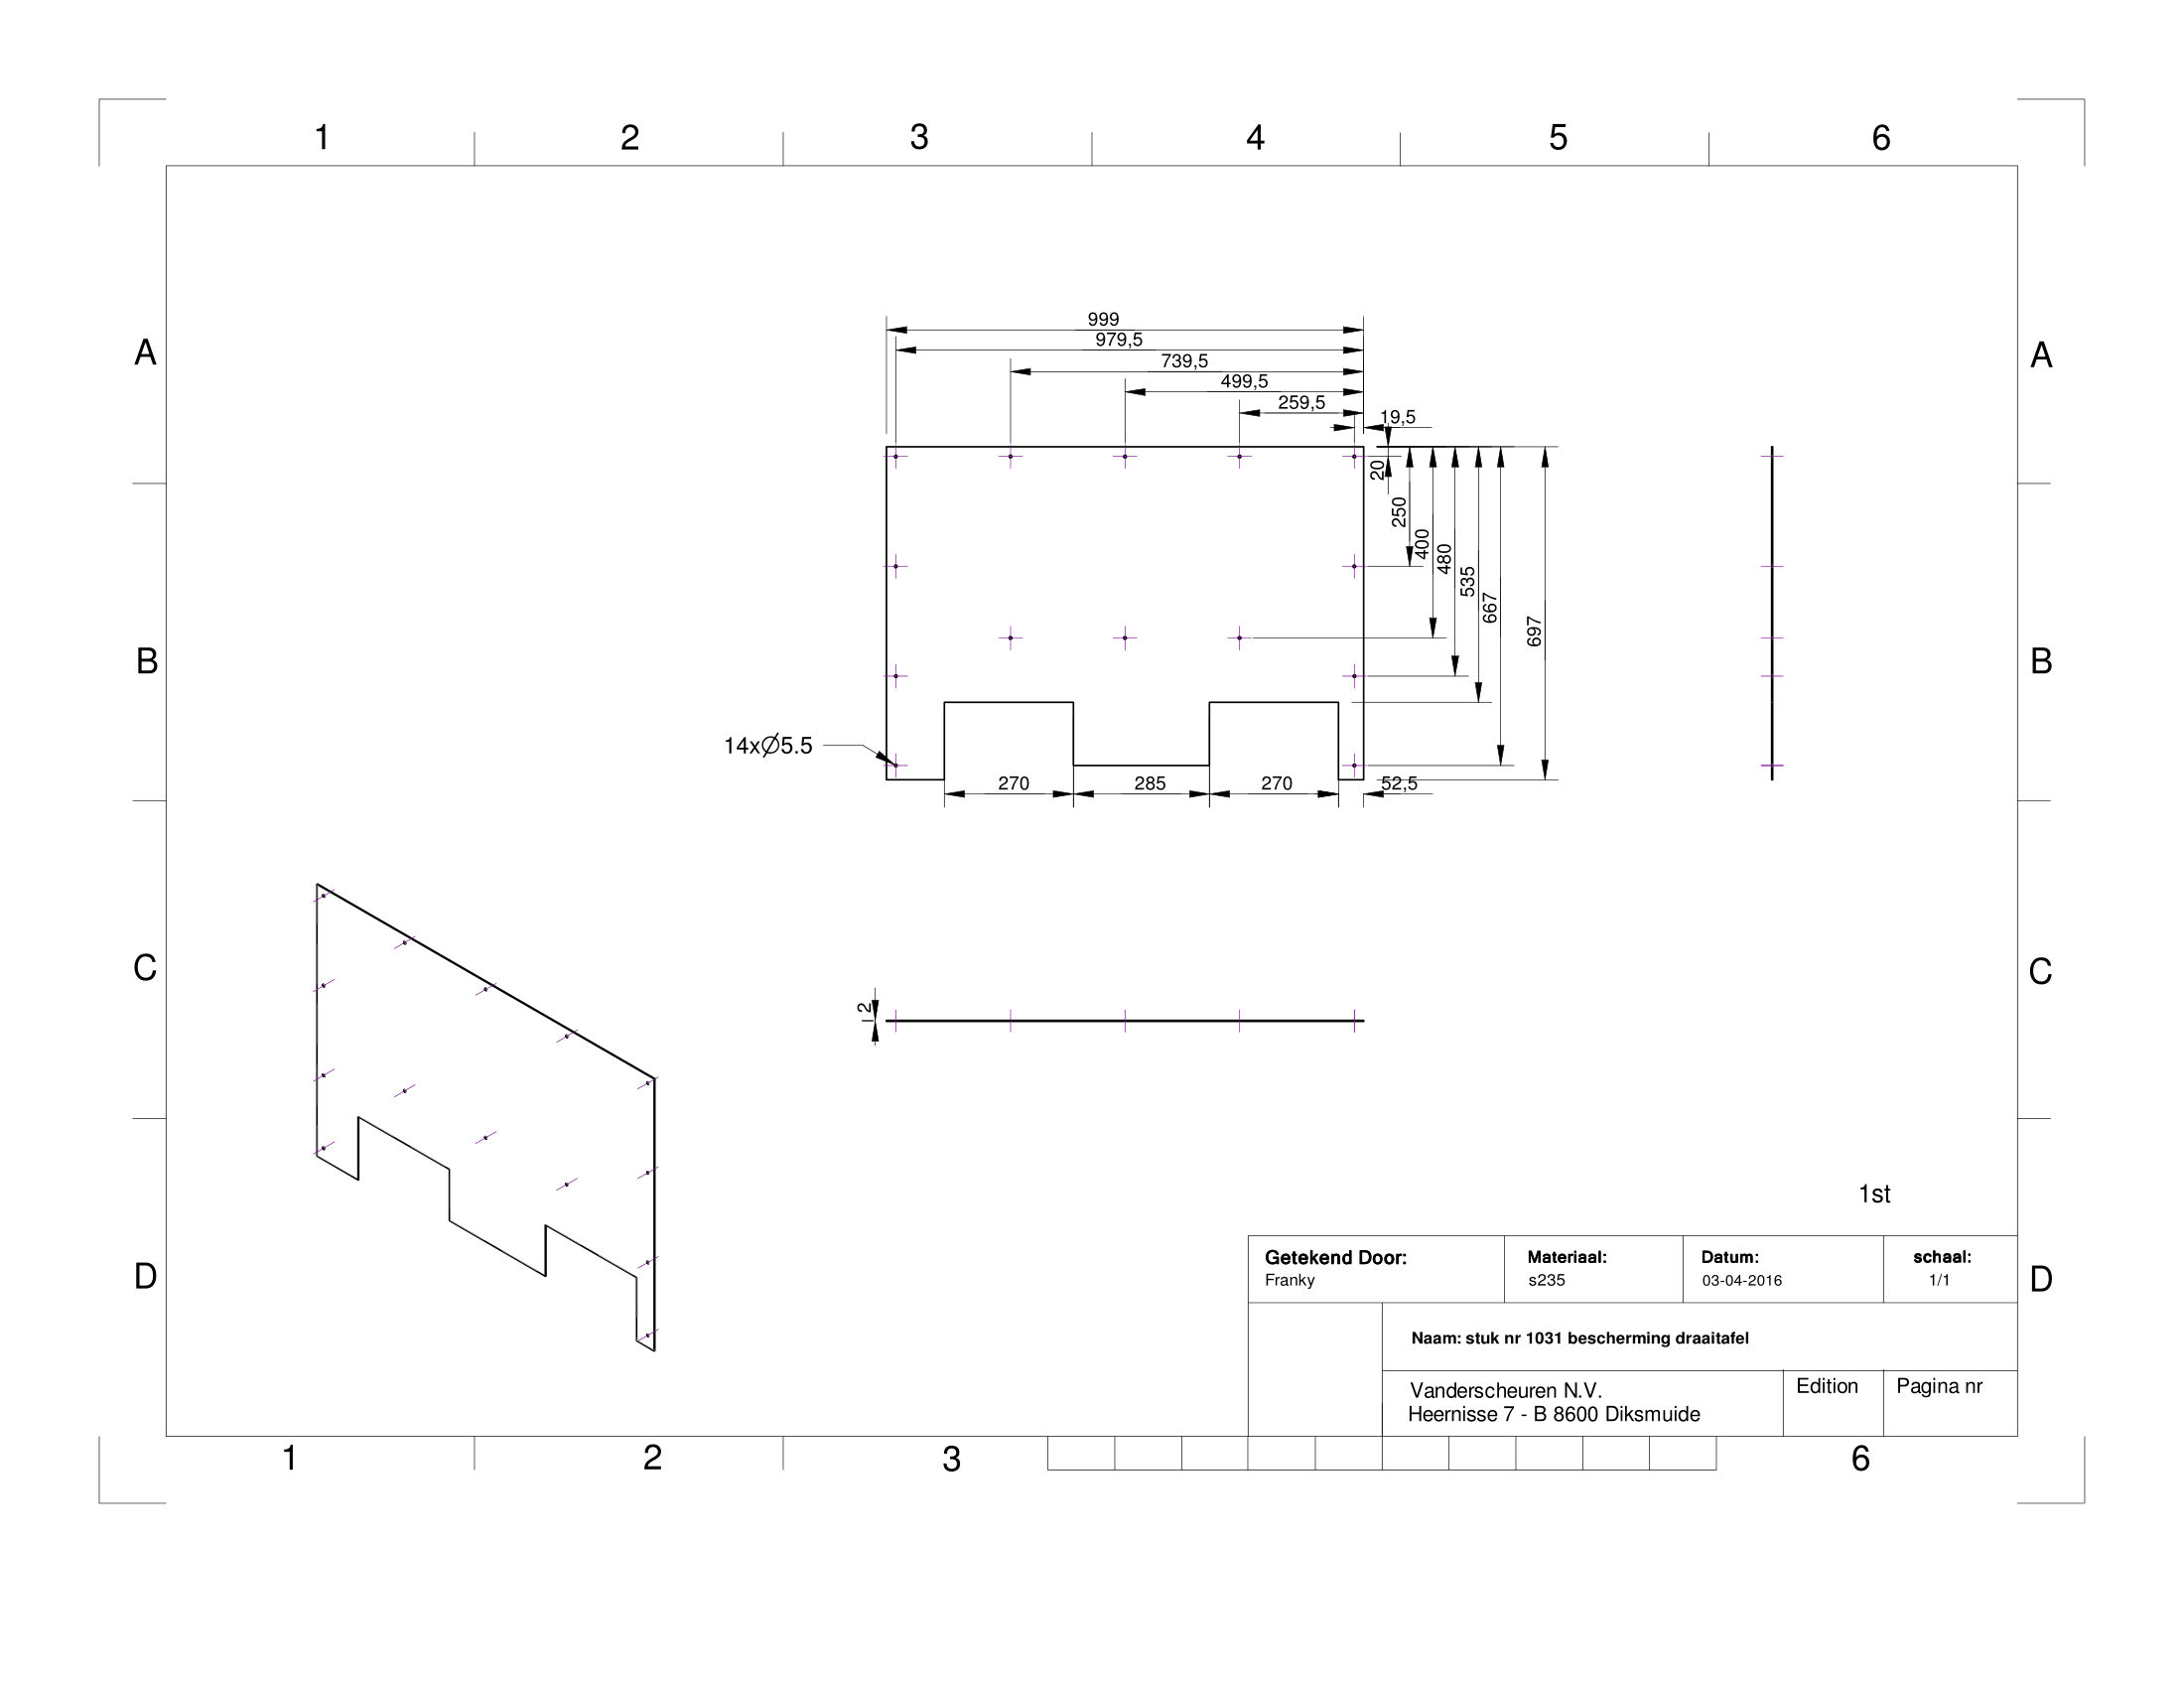 1 2 3 4 5 6
A A
B B
C C
D D
999
979,5
739,5
499,5
259,5
19,5
20
250
400
480
535
667
697
14xØ5.5
270 285 270 52,5
2
1st
Getekend Door: Materiaal: Datum: schaal:
Franky s235 03-04-2016 1/1
Naam: stuk nr 1031 bescherming draaitafel
Vanderscheuren N.V. Edition Pagina nr
Heernisse 7 - B 8600 Diksmuide
1 2 3 6